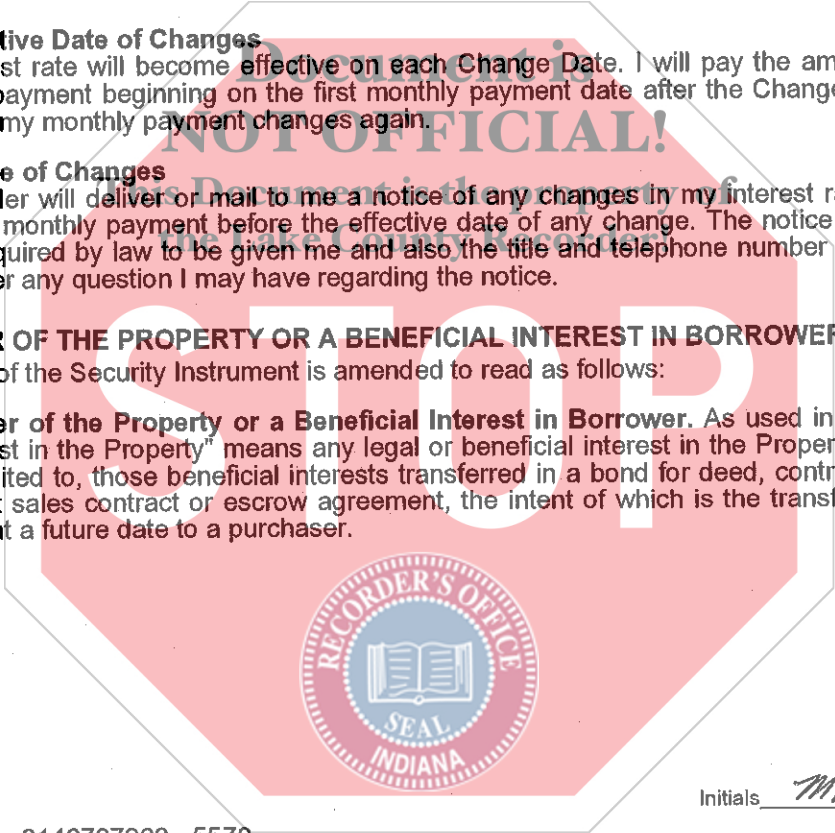 tive Date of Changes
st rate will become effective on each Change Date. I will pay the am
payment beginning on the first monthly payment date after the Change
my monthly payment changes again.
e of Changes
ler will deliver or mail to me a notice of any changes in my interest r
monthly payment before the effective date of any change. The notice
quired by law to be given me and also the title and telephone number
r any question I may have regarding the notice.
R OF THE PROPERTY OR A BENEFICIAL INTEREST IN BORROWER
of the Security Instrument is amended to read as follows:
er of the Property or a Beneficial Interest in Borrower. As used in
st in the Property" means any legal or beneficial interest in the Proper
ited to, those beneficial interests transferred in a bond for deed, contr
t sales contract or escrow agreement, the intent of which is the transf
t a future date to a purchaser.
Document is
NOT OFFICIAL!
This Document is the property of
the Lake County Recorder!
STOP
RECORDER'S OFFICE
SEAL
INDIANA
Initials